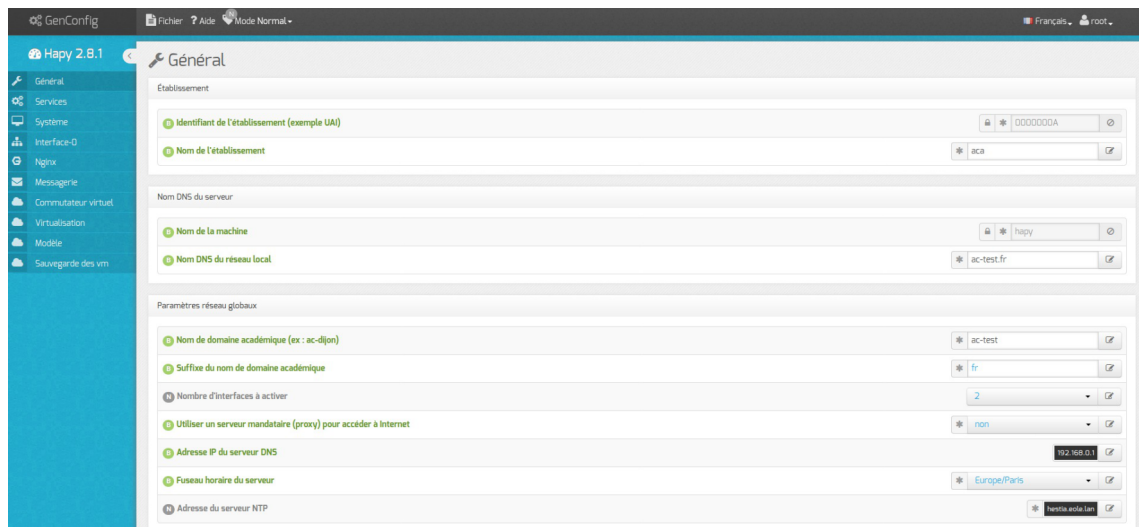 GenConfig
Fichier ? Aide N Mode Normal
Français root
Hapy 2.8.1
Général
Services
Système
Interface-0
Nginx
Messagerie
Commutateur virtuel
Virtualisation
Modèle
Sauvegarde des vm
Général
Établissement
B Identifiant de l'établissement (exemple UAI) * 0000000A
B Nom de l'établissement * aca
Nom DNS du serveur
B Nom de la machine * hapy
B Nom DNS du réseau local * ac-test.fr
Paramètres réseau globaux
B Nom de domaine académique (ex : ac-dijon) * ac-test
B Suffixe du nom de domaine académique * fr
N Nombre d'interfaces à activer 2
B Utiliser un serveur mandataire (proxy) pour accéder à Internet * non
B Adresse IP du serveur DNS 192.168.0.1
B Fuseau horaire du serveur * Europe/Paris
N Adresse du serveur NTP * hestia.eole.lan